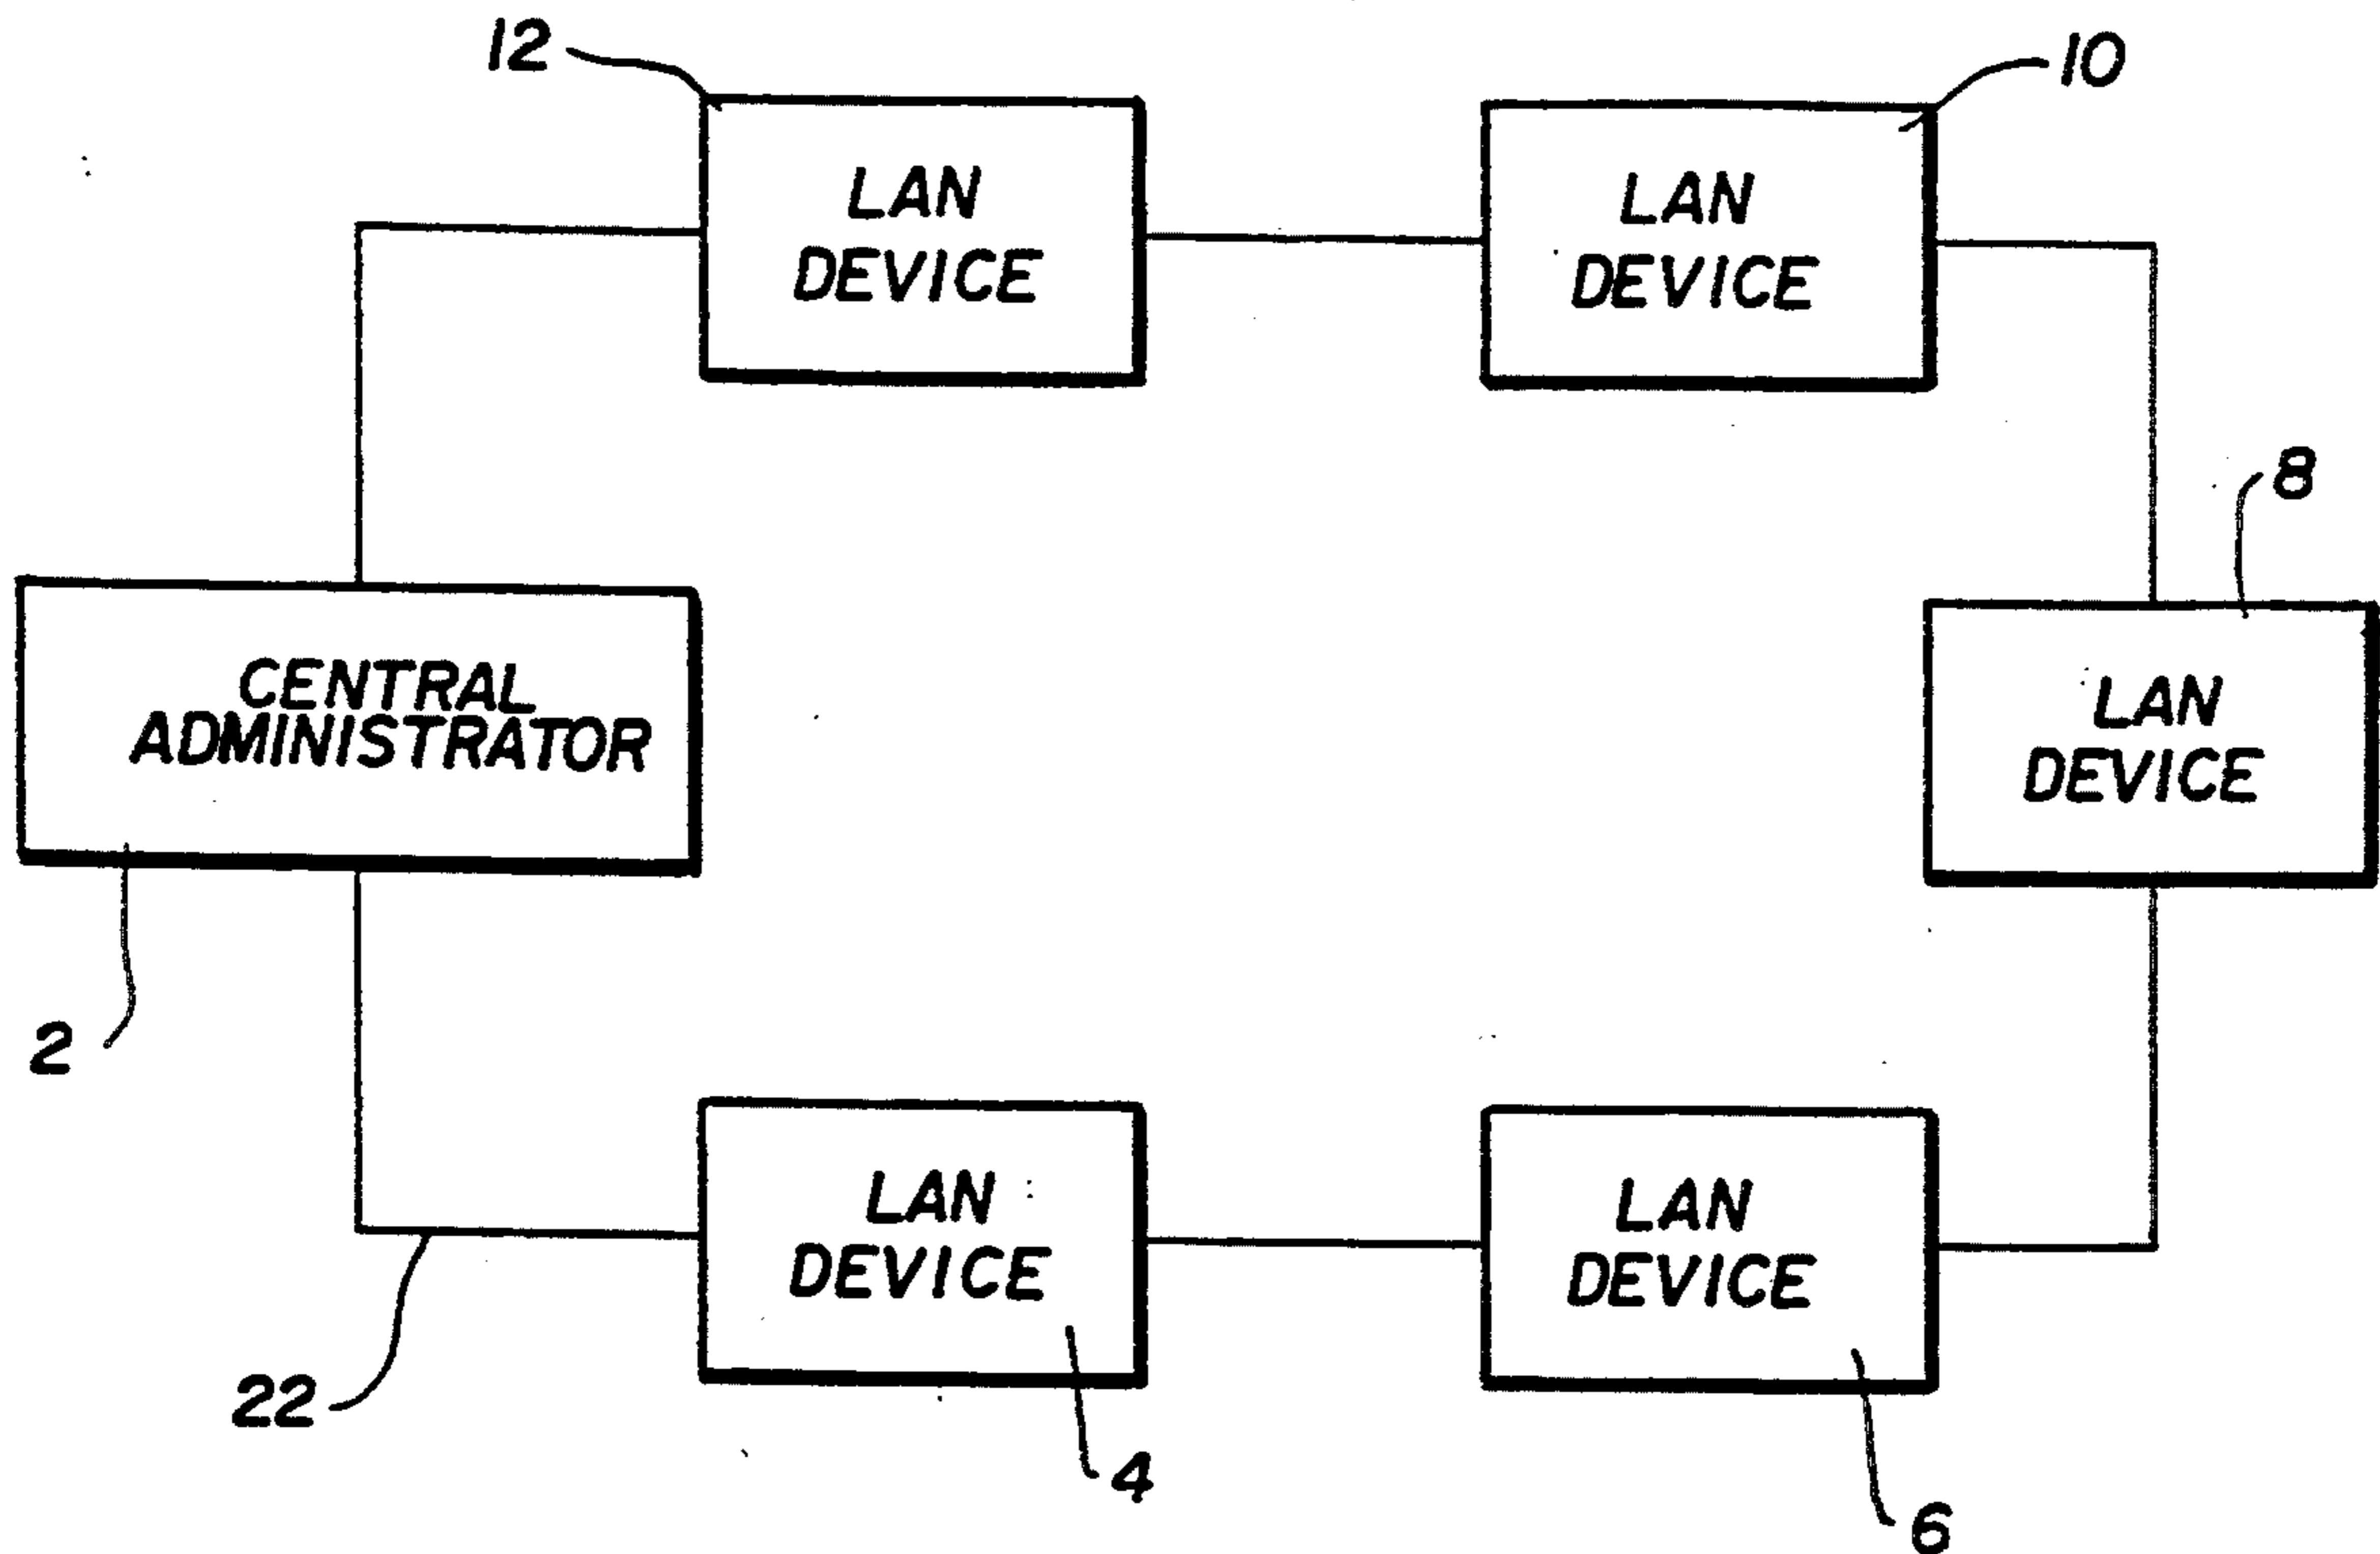 12
10
LAN
DEVICE
LAN
DEVICE
8
CENTRAL
ADMINISTRATOR
LAN
DEVICE
2
LAN
DEVICE
LAN
DEVICE
22
4
6